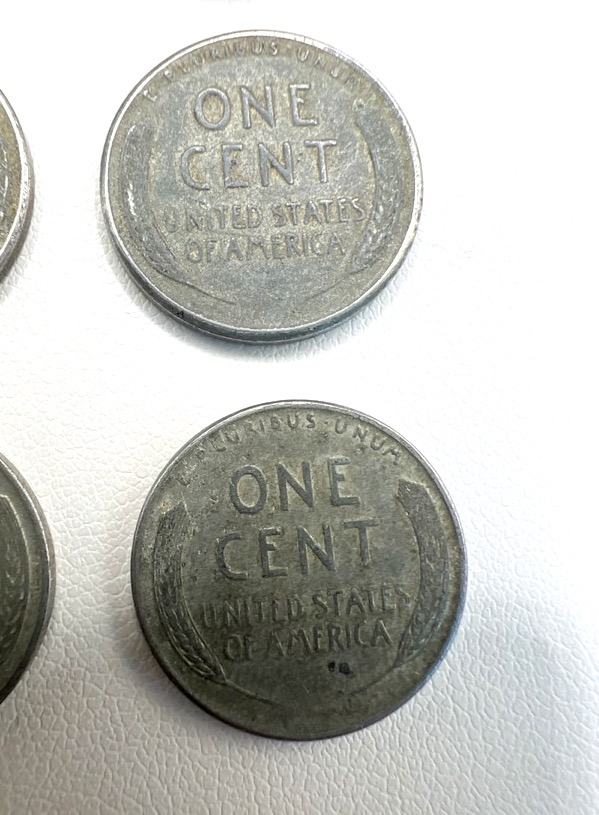 E PLURIBUS UNUM
ONE
CENT
UNITED STATES
OF AMERICA
E PLURIBUS · UNUM
ONE
CENT
UNITED STATES
OF AMERICA